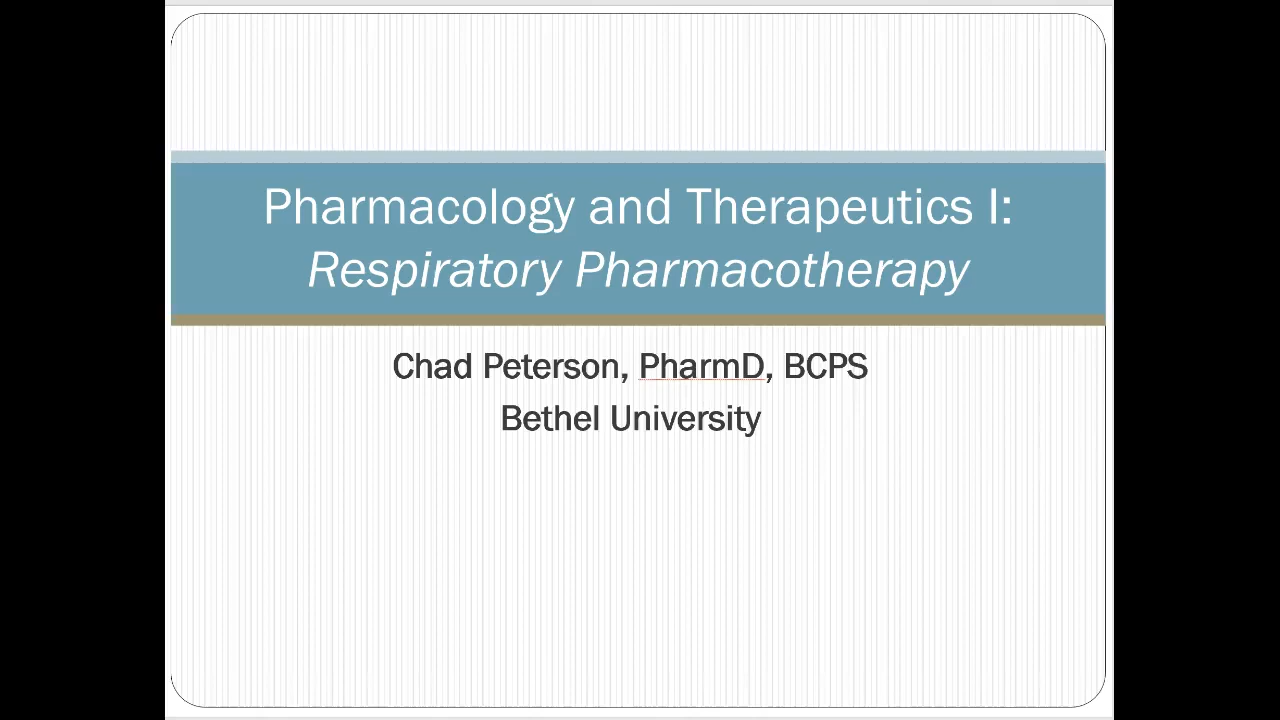 Pharmacology and Therapeutics I:
Respiratory Pharmacotherapy
Chad Peterson, PharmD, BCPS
Bethel University